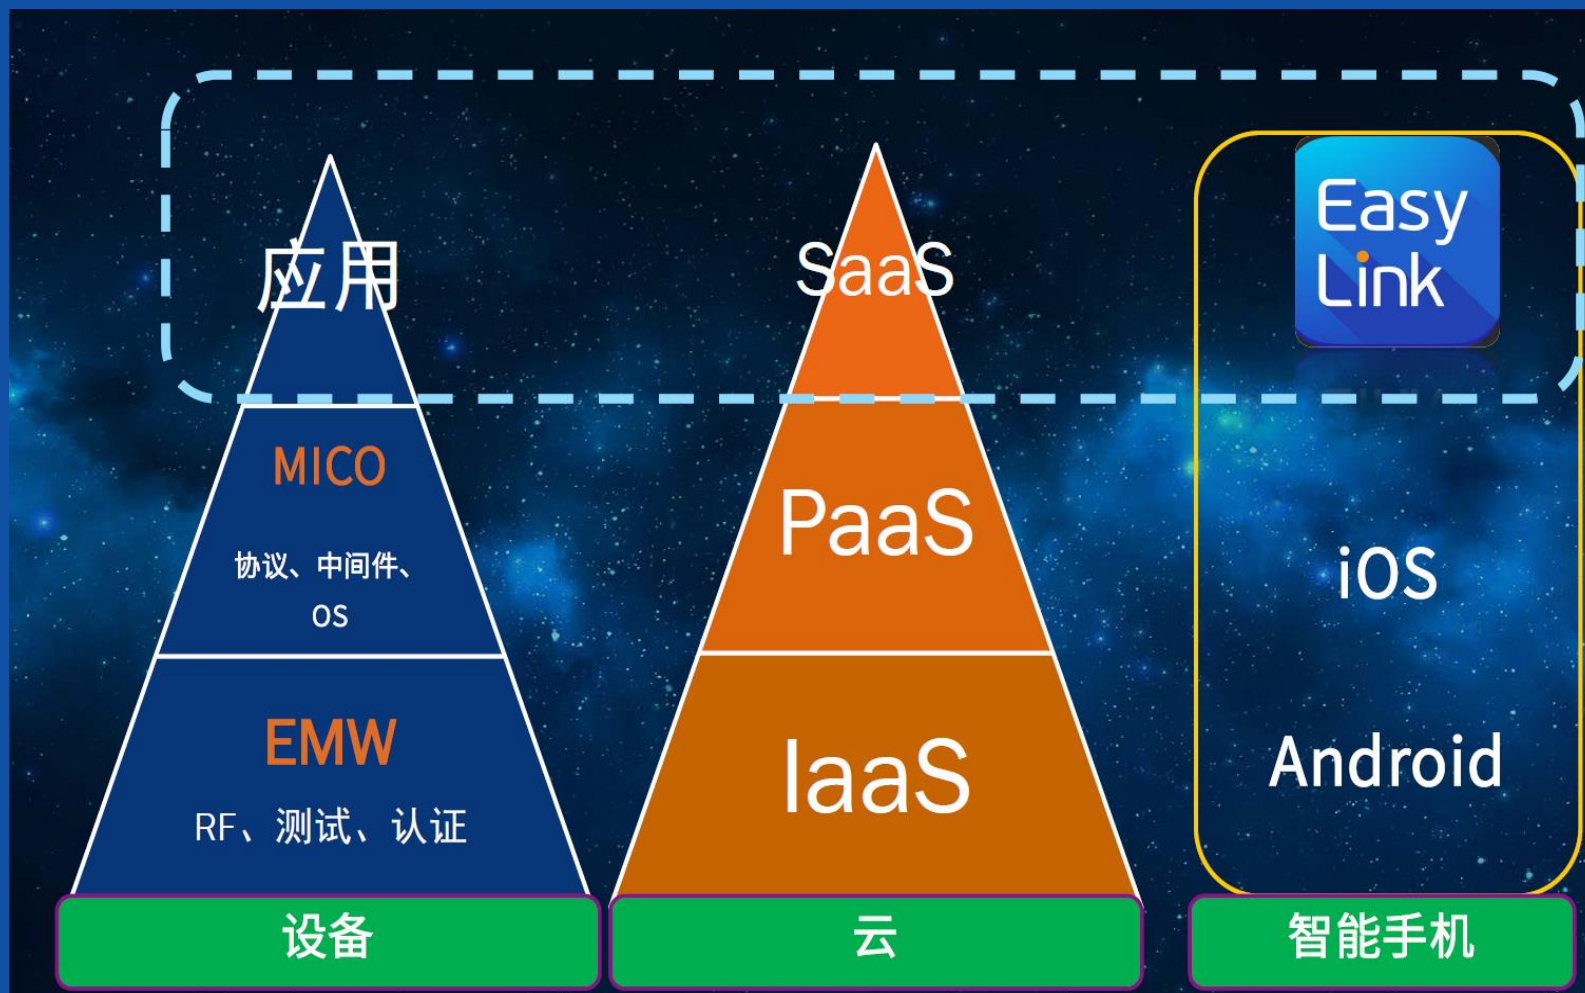 应用
MICO
协议、中间件、
OS
EMW
RF、测试、认证
设备
SaaS
PaaS
IaaS
云
Easy
Link
iOS
Android
智能手机